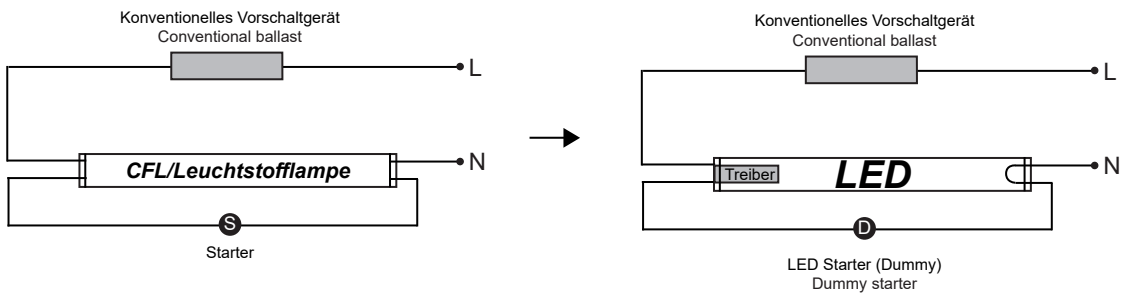 Konventionelles Vorschaltgerät
Conventional ballast
L
CFL/Leuchtstofflampe
N
S
Starter
Konventionelles Vorschaltgerät
Conventional ballast
L
Treiber
LED
N
D
LED Starter (Dummy)
Dummy starter